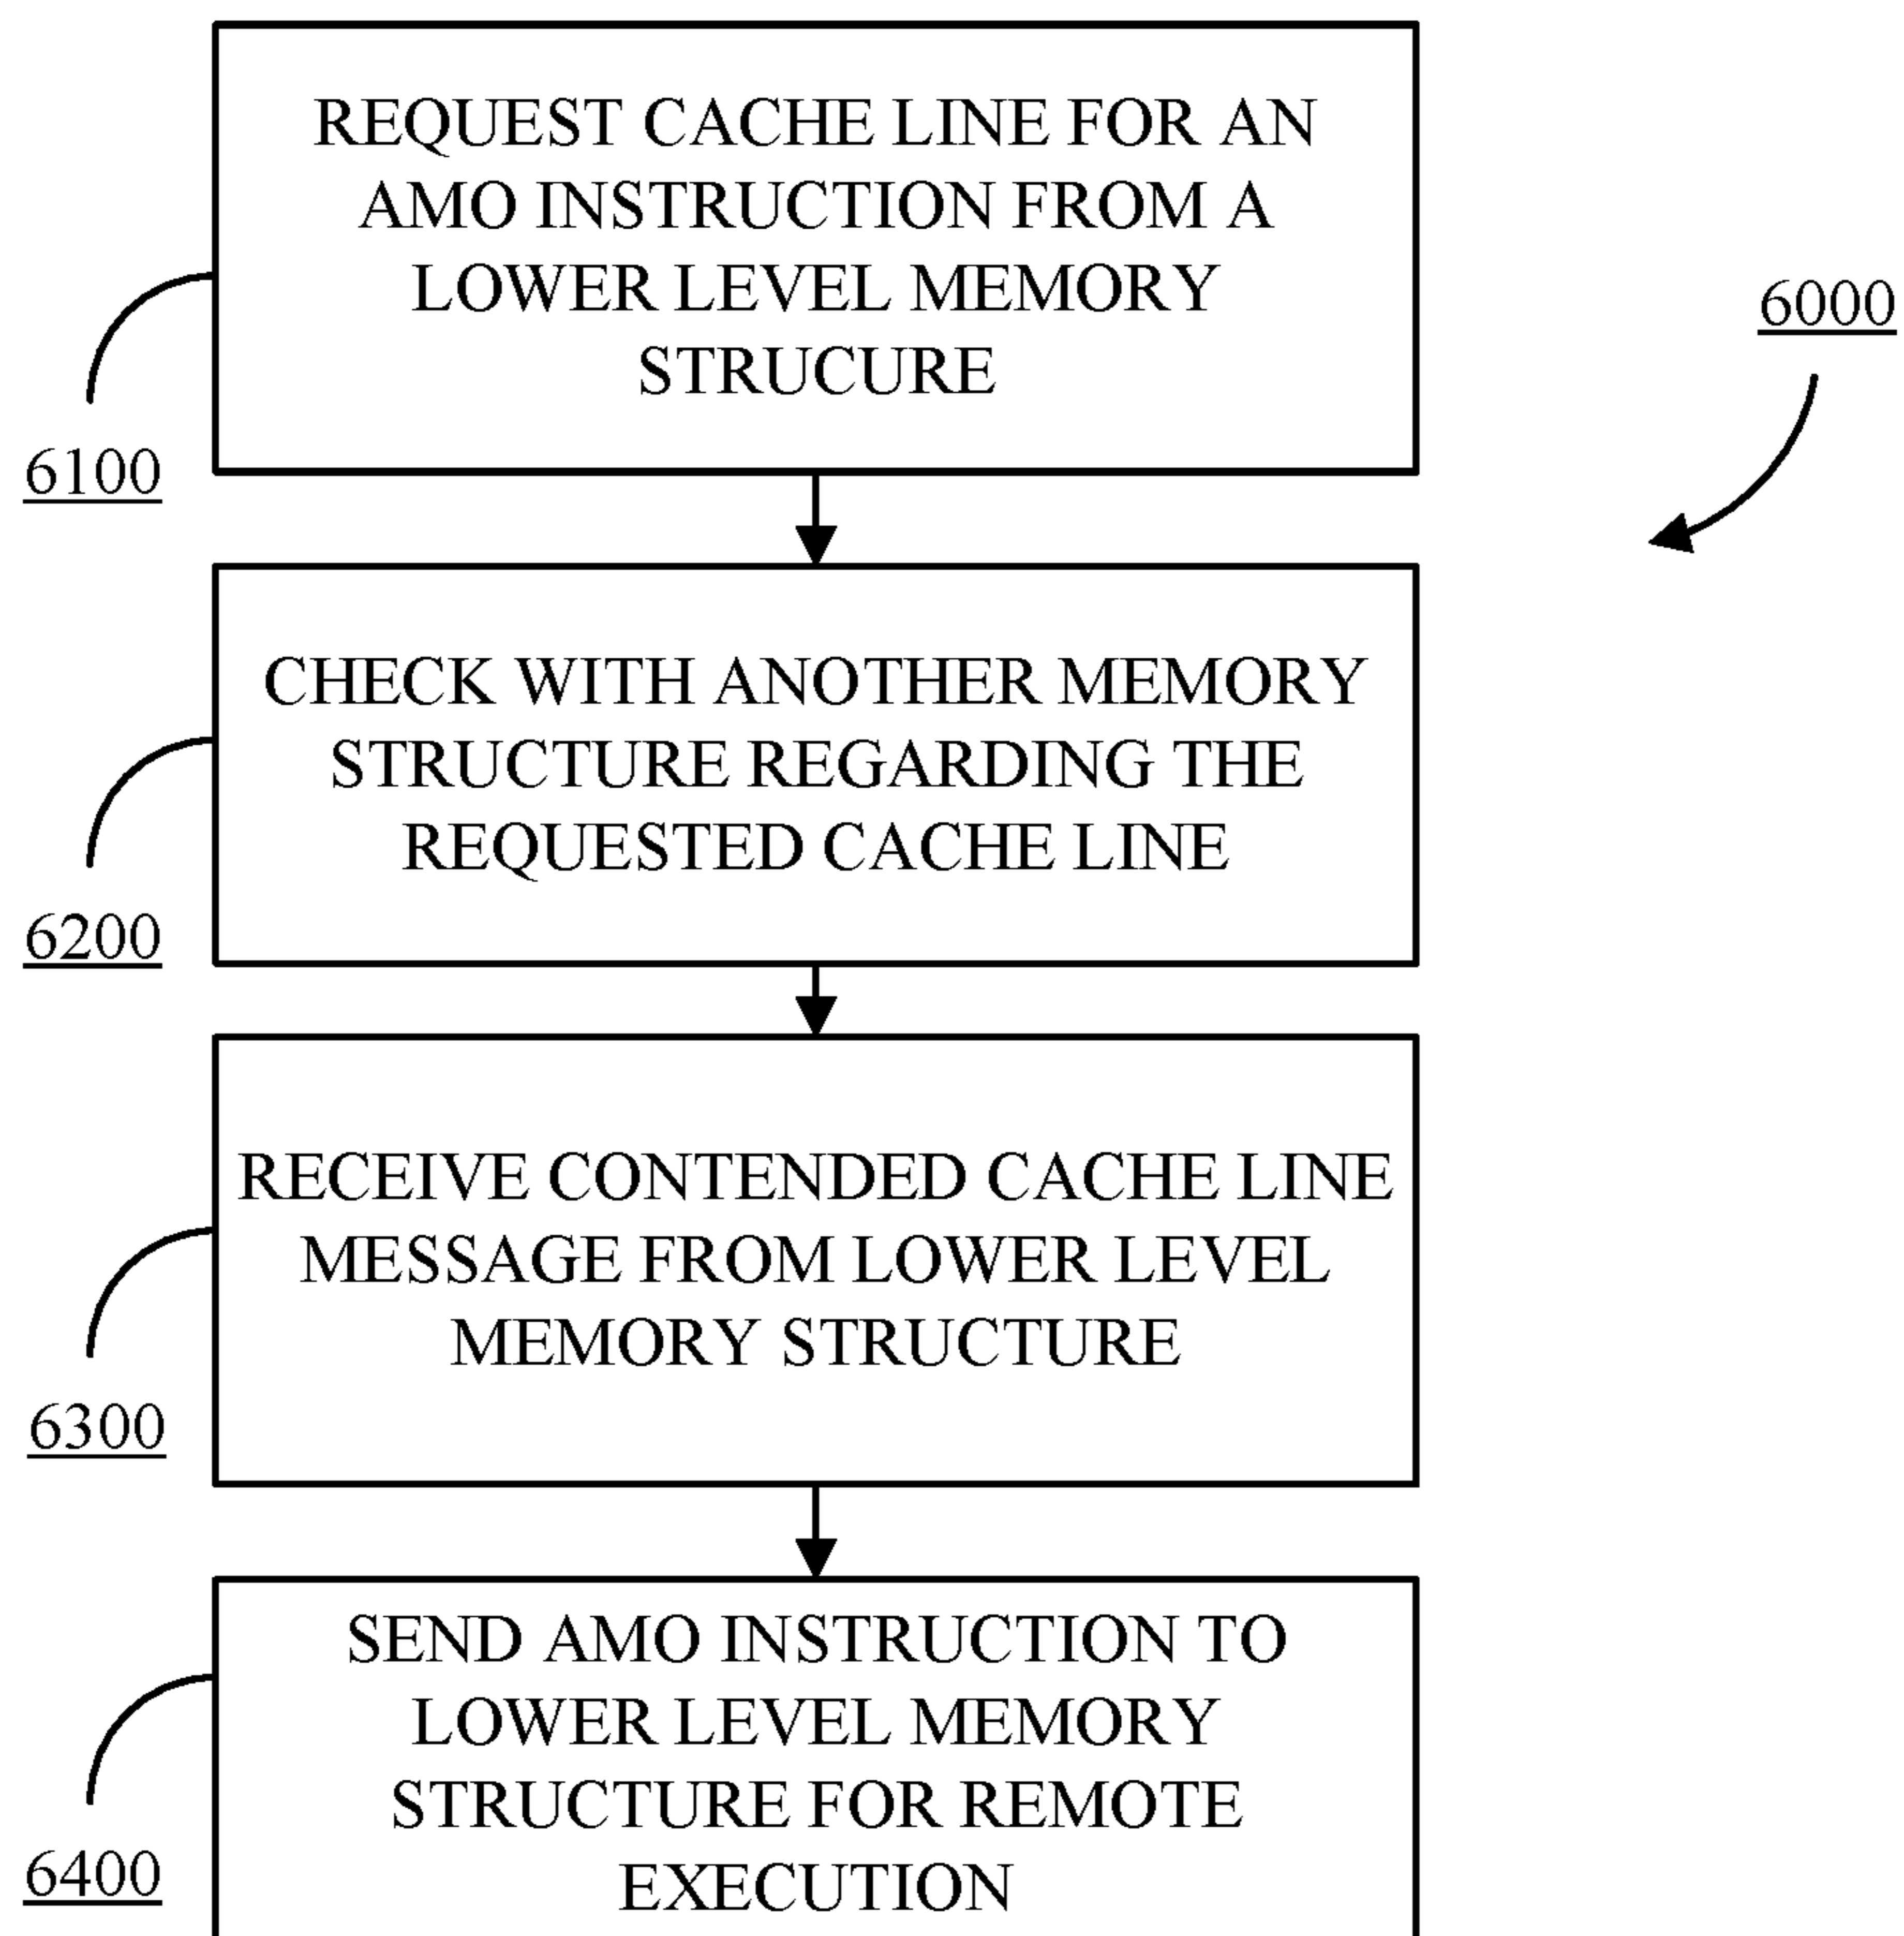 REQUEST CACHE LINE FOR AN
AMO INSTRUCTION FROM A
LOWER LEVEL MEMORY
STRUCURE
6000
6100
CHECK WITH ANOTHER MEMORY
STRUCTURE REGARDING THE
REQUESTED CACHE LINE
6200
RECEIVE CONTENDED CACHE LINE
MESSAGE FROM LOWER LEVEL
MEMORY STRUCTURE
6300
SEND AMO INSTRUCTION TO
LOWER LEVEL MEMORY
STRUCTURE FOR REMOTE
EXECUTION
6400